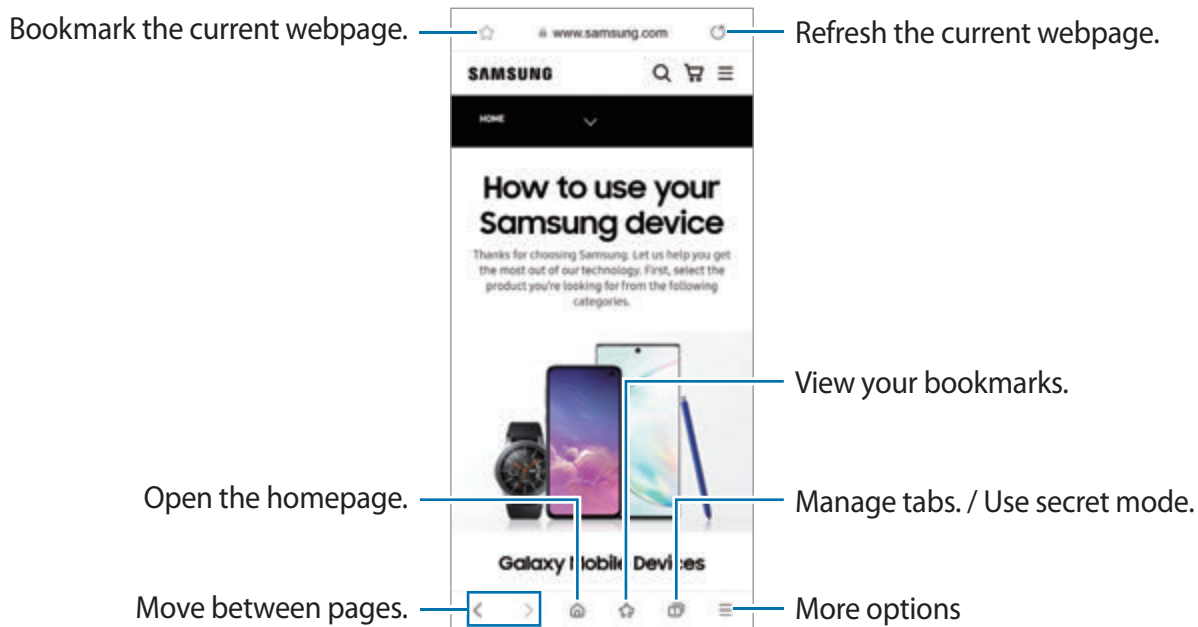 Bookmark the current webpage.
www.samsung.com
Refresh the current webpage.
SAMSUNG
HOME
How to use your
Samsung device
Thanks for choosing Samsung. Let us help you get
the most out of our technology. First, select the
product you're looking for from the following
categories.
View your bookmarks.
Open the homepage.
Manage tabs. / Use secret mode.
Galaxy Mobile Devices
Move between pages.
More options